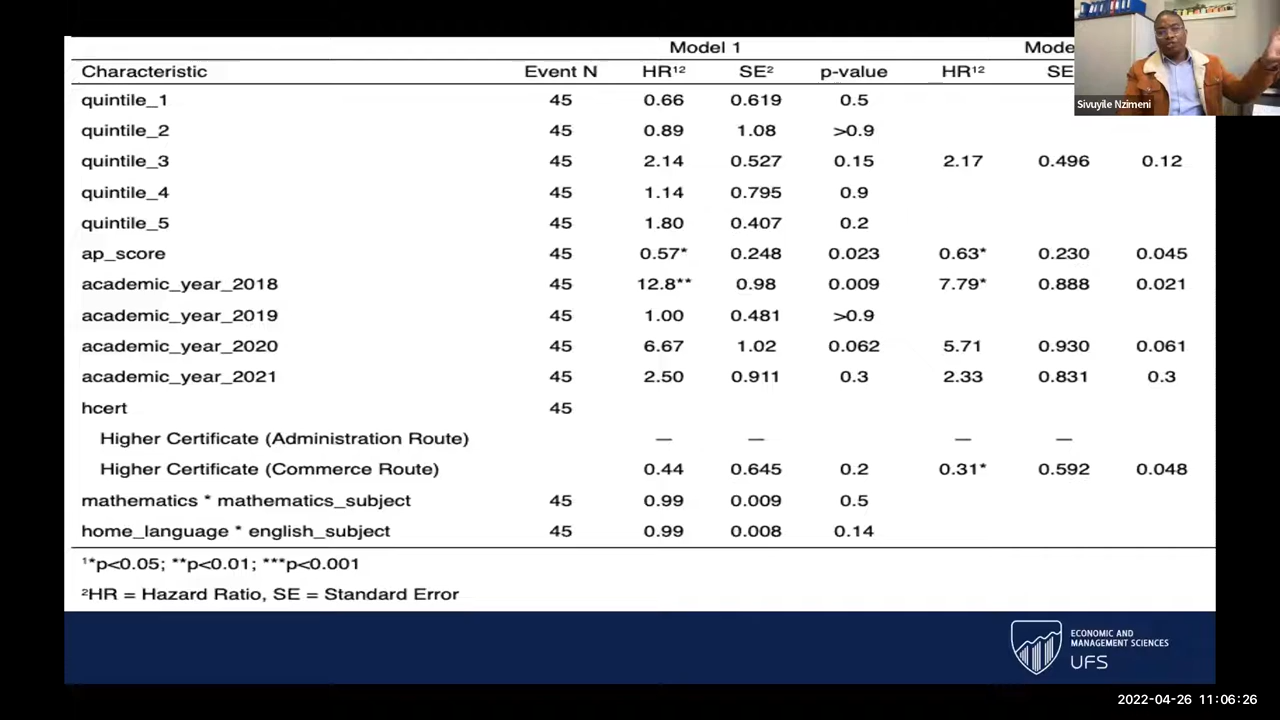 Model 1 Mode
Characteristic Event N HR¹² SE² p-value HR¹² SE
quintile_1 45 0.66 0.619 0.5
quintile_2 45 0.89 1.08 >0.9
quintile_3 45 2.14 0.527 0.15 2.17 0.496 0.12
quintile_4 45 1.14 0.795 0.9
quintile_5 45 1.80 0.407 0.2
ap_score 45 0.57* 0.248 0.023 0.63* 0.230 0.045
academic_year_2018 45 12.8** 0.98 0.009 7.79* 0.888 0.021
academic_year_2019 45 1.00 0.481 >0.9
academic_year_2020 45 6.67 1.02 0.062 5.71 0.930 0.061
academic_year_2021 45 2.50 0.911 0.3 2.33 0.831 0.3
hcert 45
Higher Certificate (Administration Route) — — — —
Higher Certificate (Commerce Route) 0.44 0.645 0.2 0.31* 0.592 0.048
mathematics * mathematics_subject 45 0.99 0.009 0.5
home_language * english_subject 45 0.99 0.008 0.14
¹*p<0.05; **p<0.01; ***p<0.001
²HR = Hazard Ratio, SE = Standard Error
Sivuyile Nzimeni
ECONOMIC AND
MANAGEMENT SCIENCES
UFS
2022-04-26 11:06:26